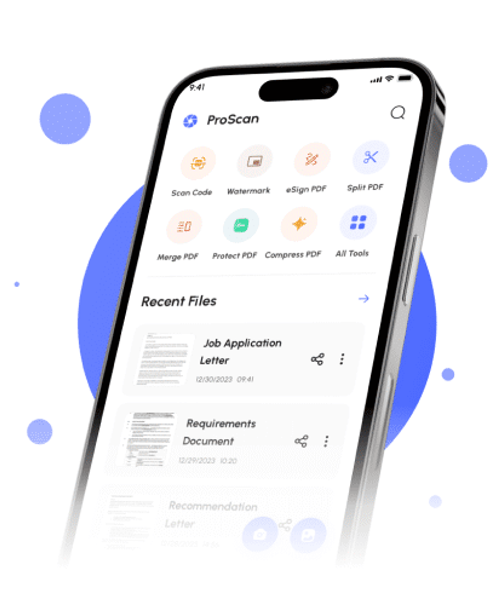 9:41
ProScan
Scan Code Watermark eSign PDF Split PDF
Merge PDF Protect PDF Compress PDF All Tools
Recent Files
Job Application
Letter
12/30/2023 09:41
Requirements
Document
12/29/2023 10:20
Recommendation
Letter